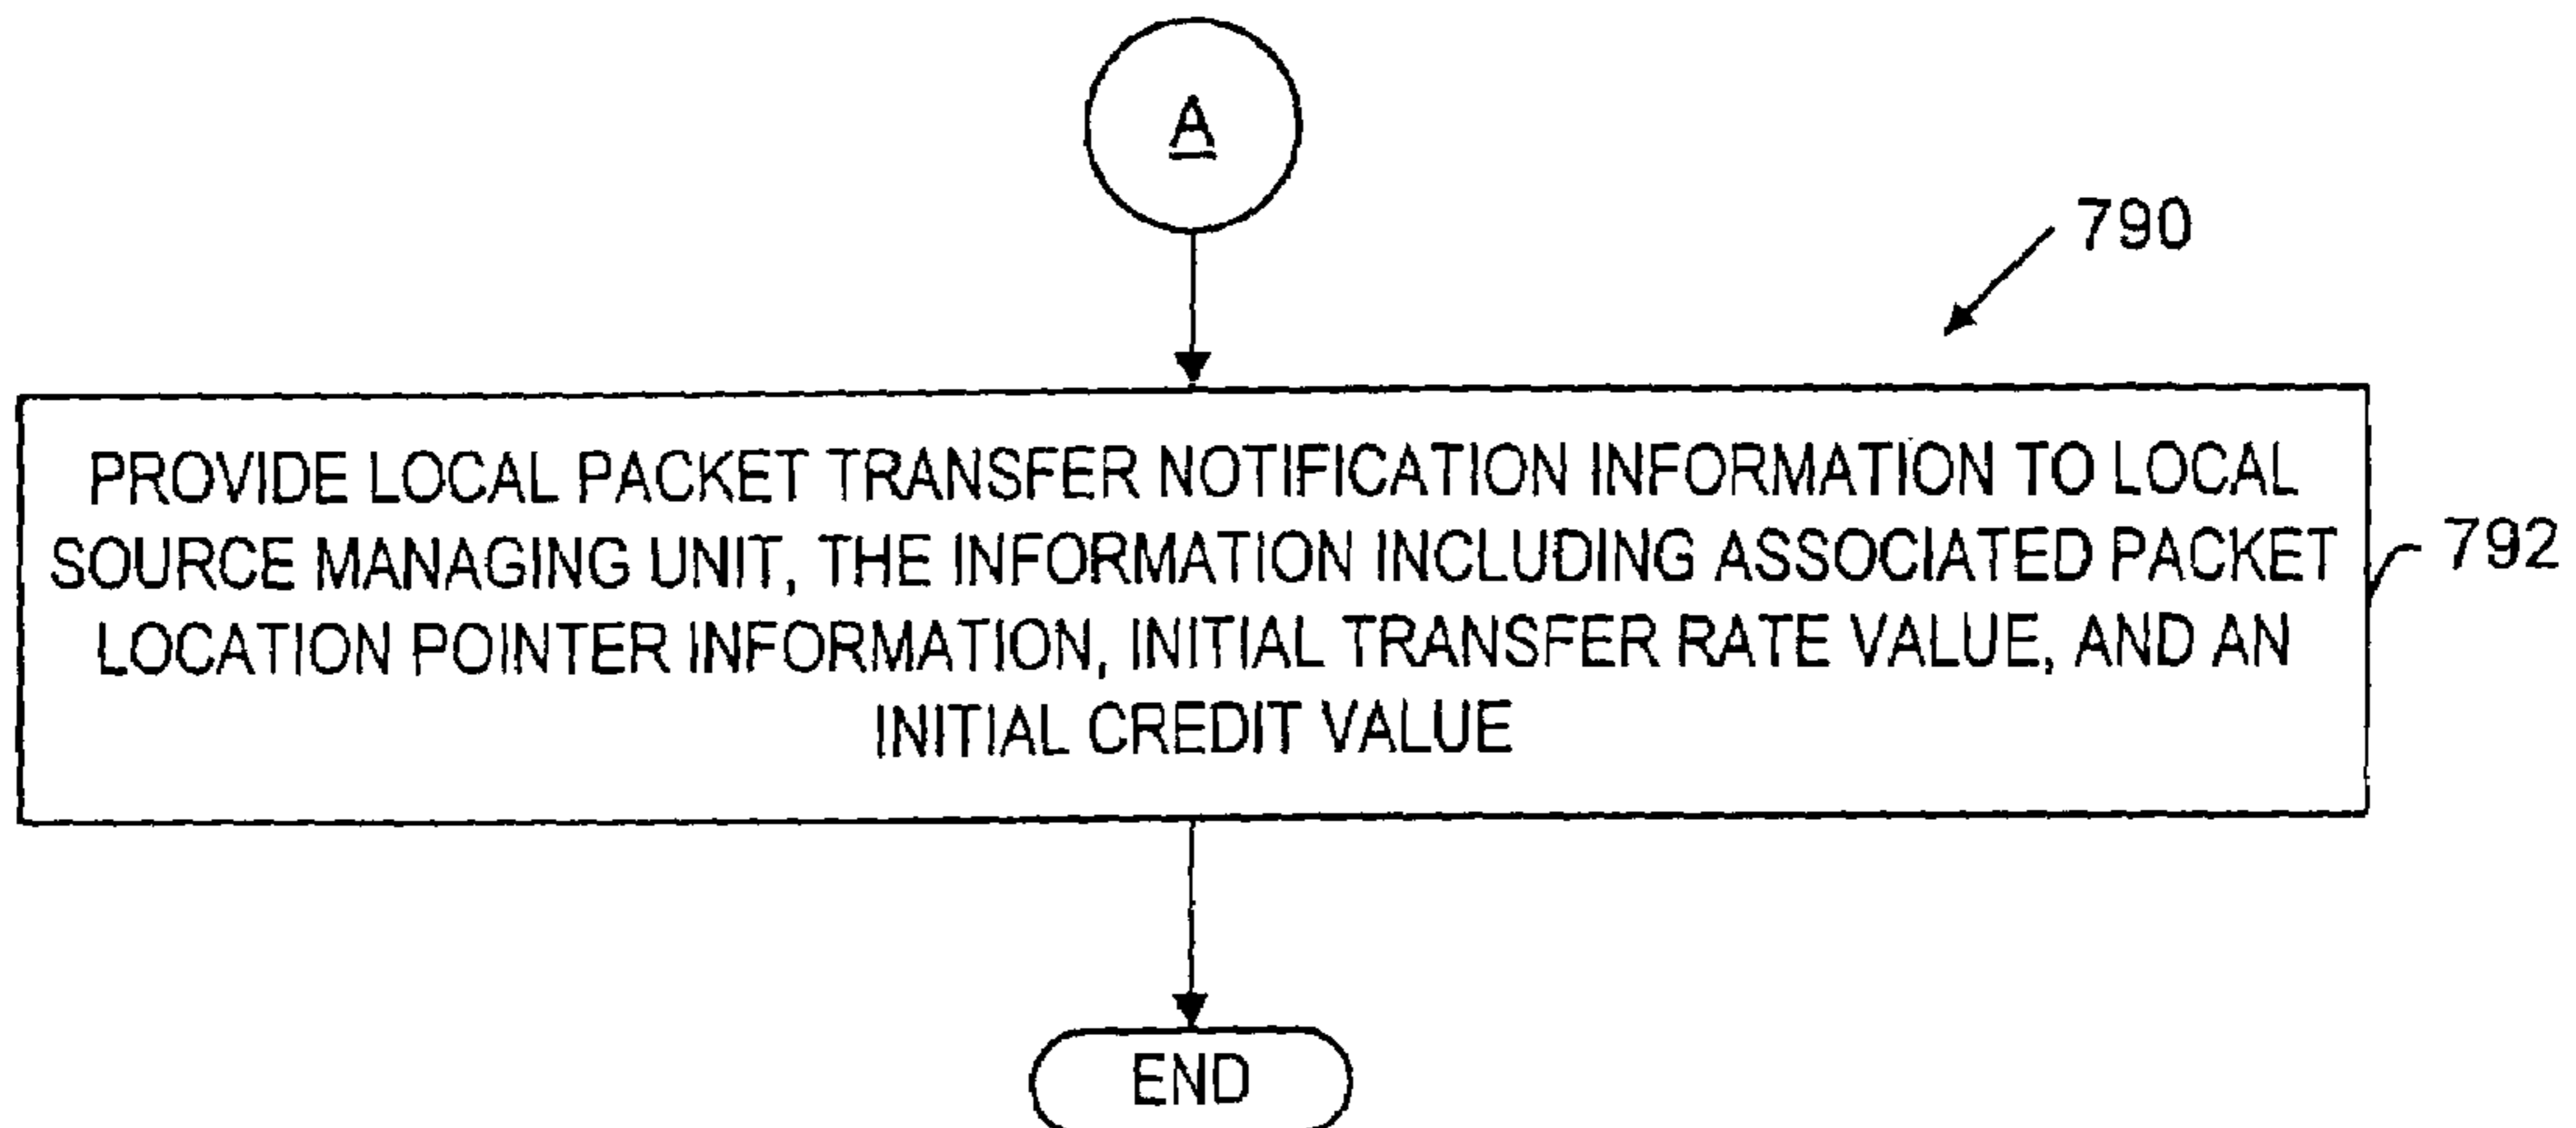 A
790
PROVIDE LOCAL PACKET TRANSFER NOTIFICATION INFORMATION TO LOCAL
SOURCE MANAGING UNIT, THE INFORMATION INCLUDING ASSOCIATED PACKET
LOCATION POINTER INFORMATION, INITIAL TRANSFER RATE VALUE, AND AN
INITIAL CREDIT VALUE
792
END